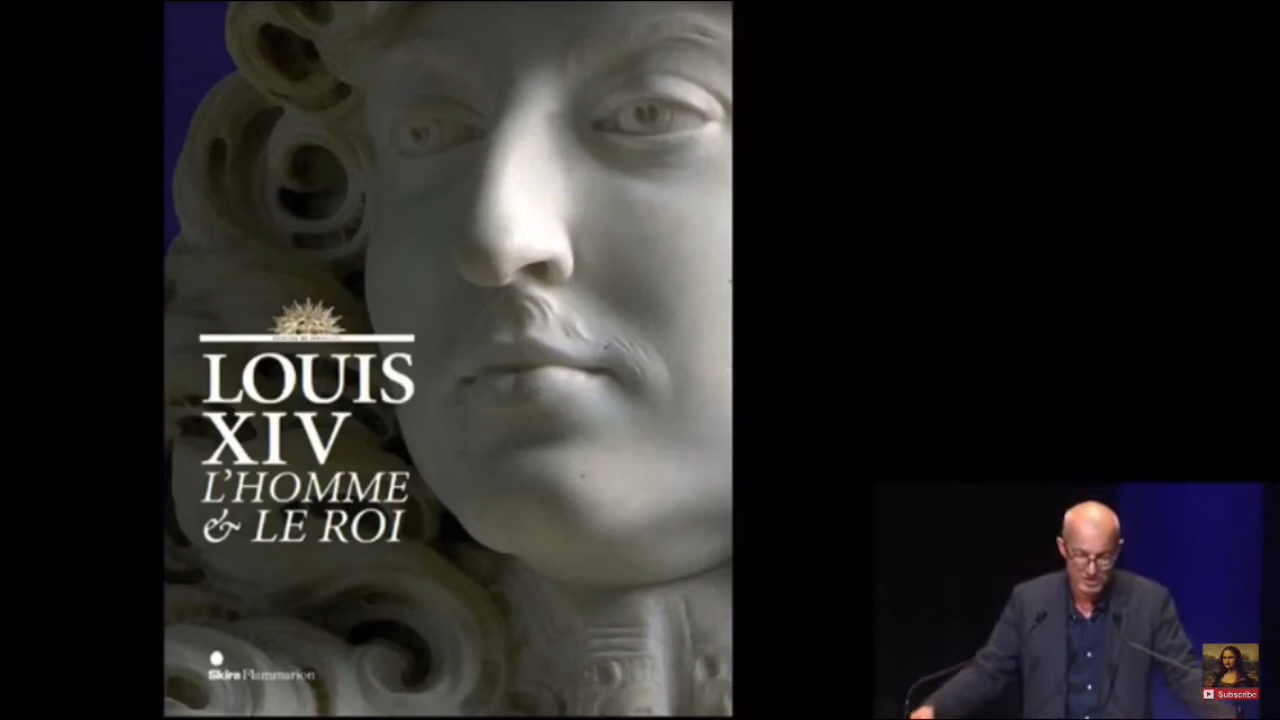 LOUIS
XIV
L'HOMME
& LE ROI
Skira Flammarion
Subscribe